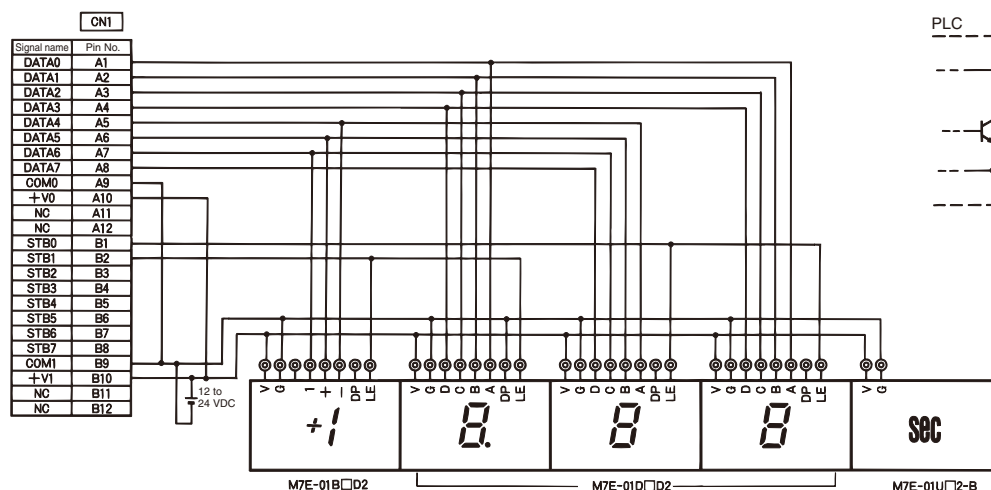 CN1
PLC
Signal name Pin No.
DATA0 A1
DATA1 A2
DATA2 A3
DATA3 A4
DATA4 A5
DATA5 A6
DATA6 A7
DATA7 A8
COM0 A9
+V0 A10
NC A11
NC A12
STB0 B1
STB1 B2
STB2 B3
STB3 B4
STB4 B5
STB5 B6
STB6 B7
STB7 B8
COM1 B9
+V1 B10
NC B11
NC B12
12 to
24 VDC
V G 1 + − DP LE
V G D C B A DP LE
V G D C B A DP LE
V G D C B A DP LE
V G
+1
8.
8
8
sec
M7E-01B□D2
M7E-01D□D2
M7E-01U□2-B